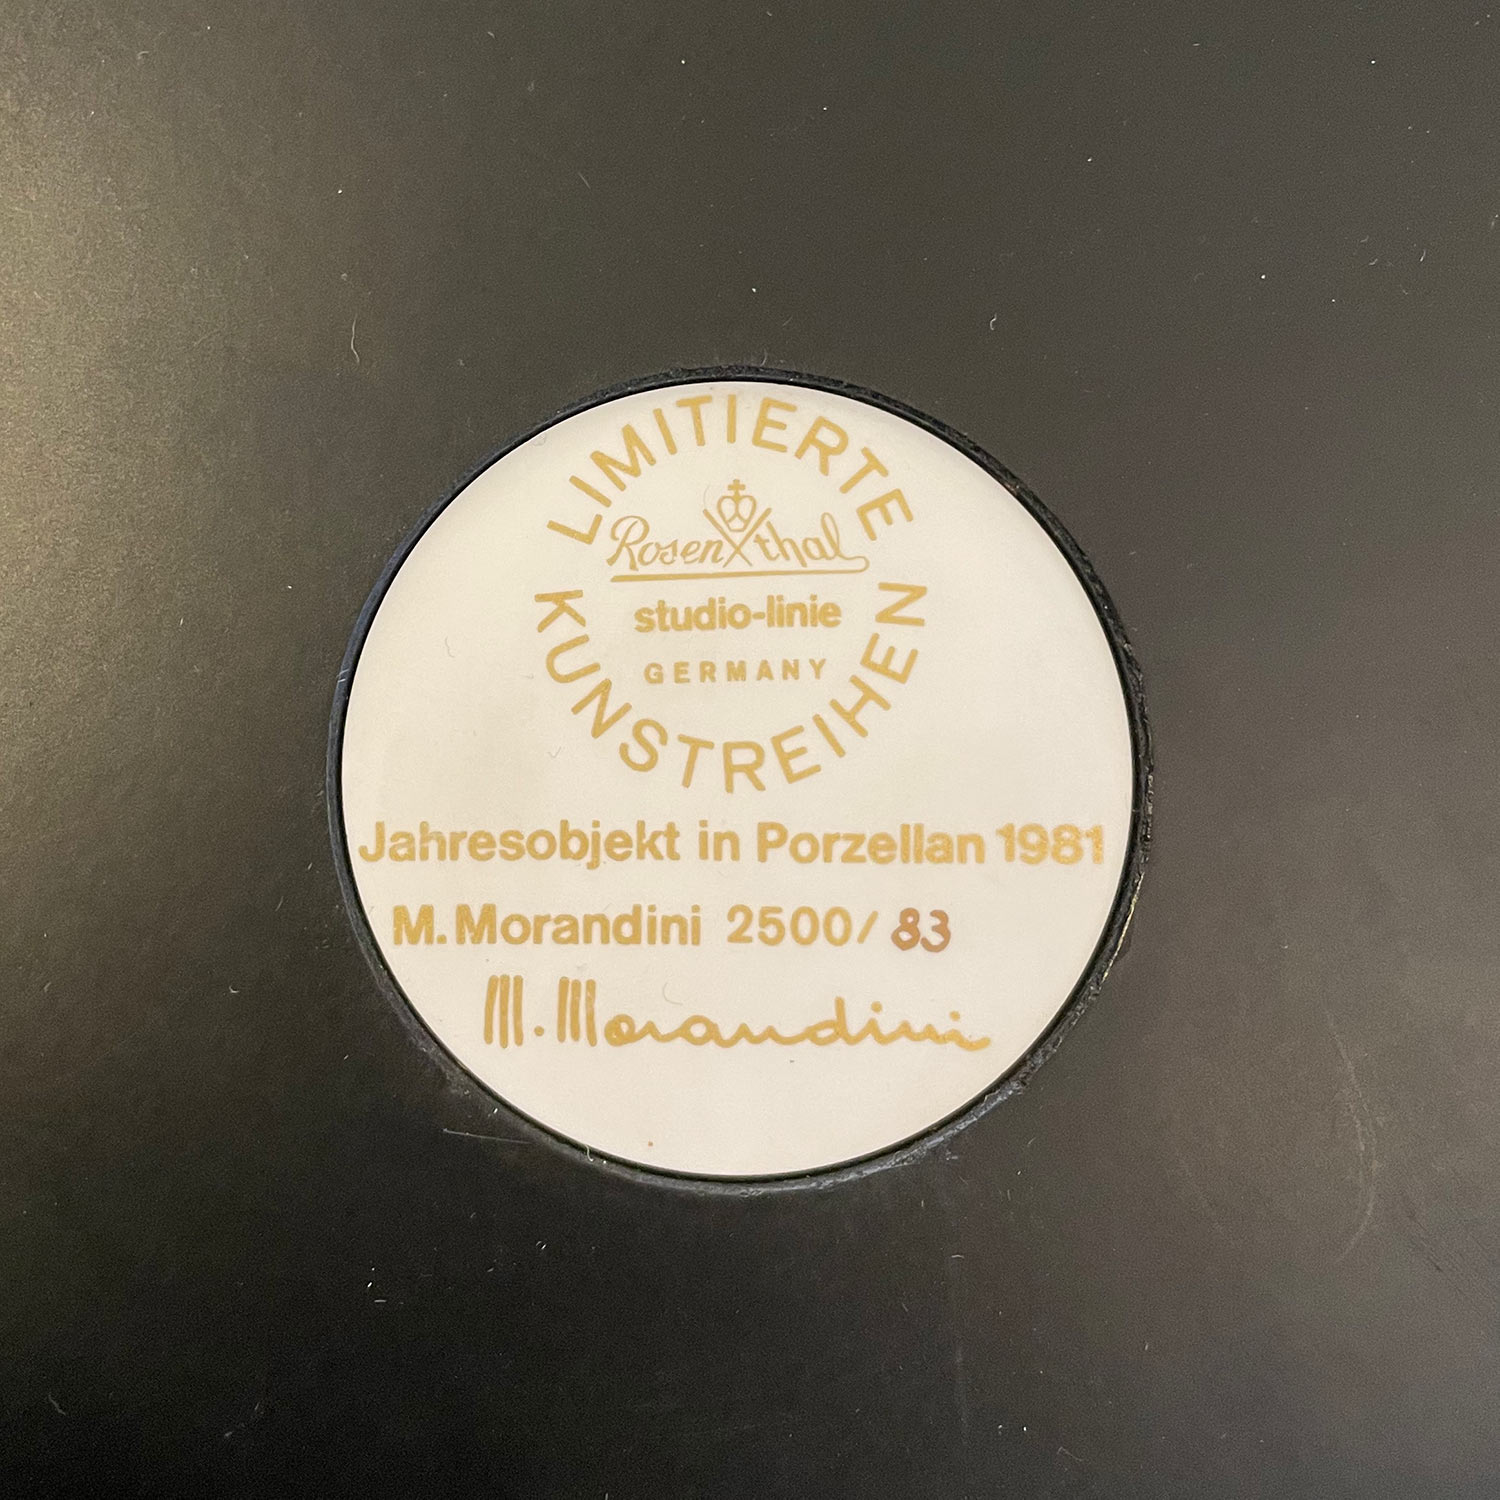 LIMITIERTE
Rosenthal
studio-linie
GERMANY
KUNSTREIHEN
Jahresobjekt in Porzellan 1981
M. Morandini 2500/ 83
M. Morandini